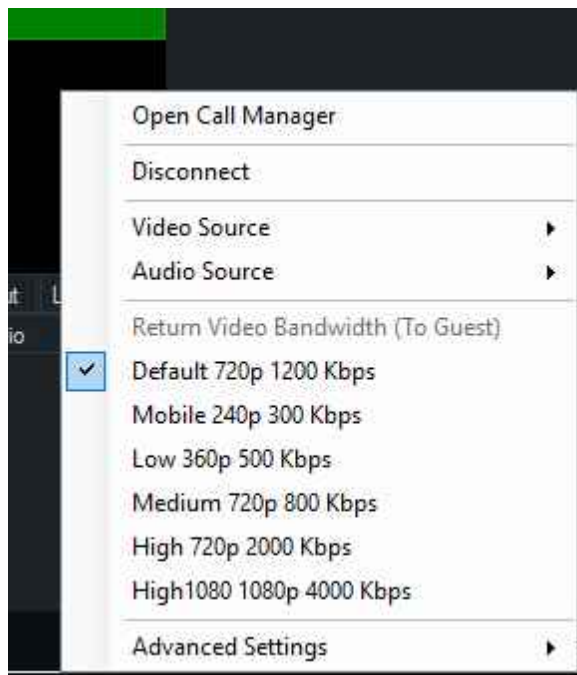 Open Call Manager
Disconnect
Video Source
Audio Source
Return Video Bandwidth (To Guest)
Default 720p 1200 Kbps
Mobile 240p 300 Kbps
Low 360p 500 Kbps
Medium 720p 800 Kbps
High 720p 2000 Kbps
High1080 1080p 4000 Kbps
Advanced Settings